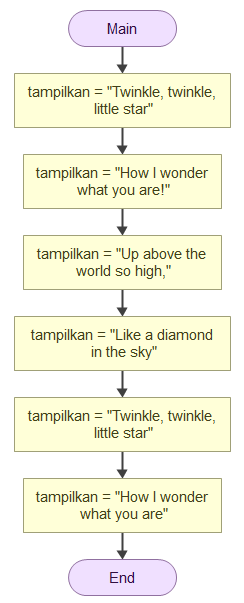 Main
tampilkan = "Twinkle, twinkle,
little star"
tampilkan = "How I wonder
what you are!"
tampilkan = "Up above the
world so high,"
tampilkan = "Like a diamond
in the sky"
tampilkan = "Twinkle, twinkle,
little star"
tampilkan = "How I wonder
what you are"
End